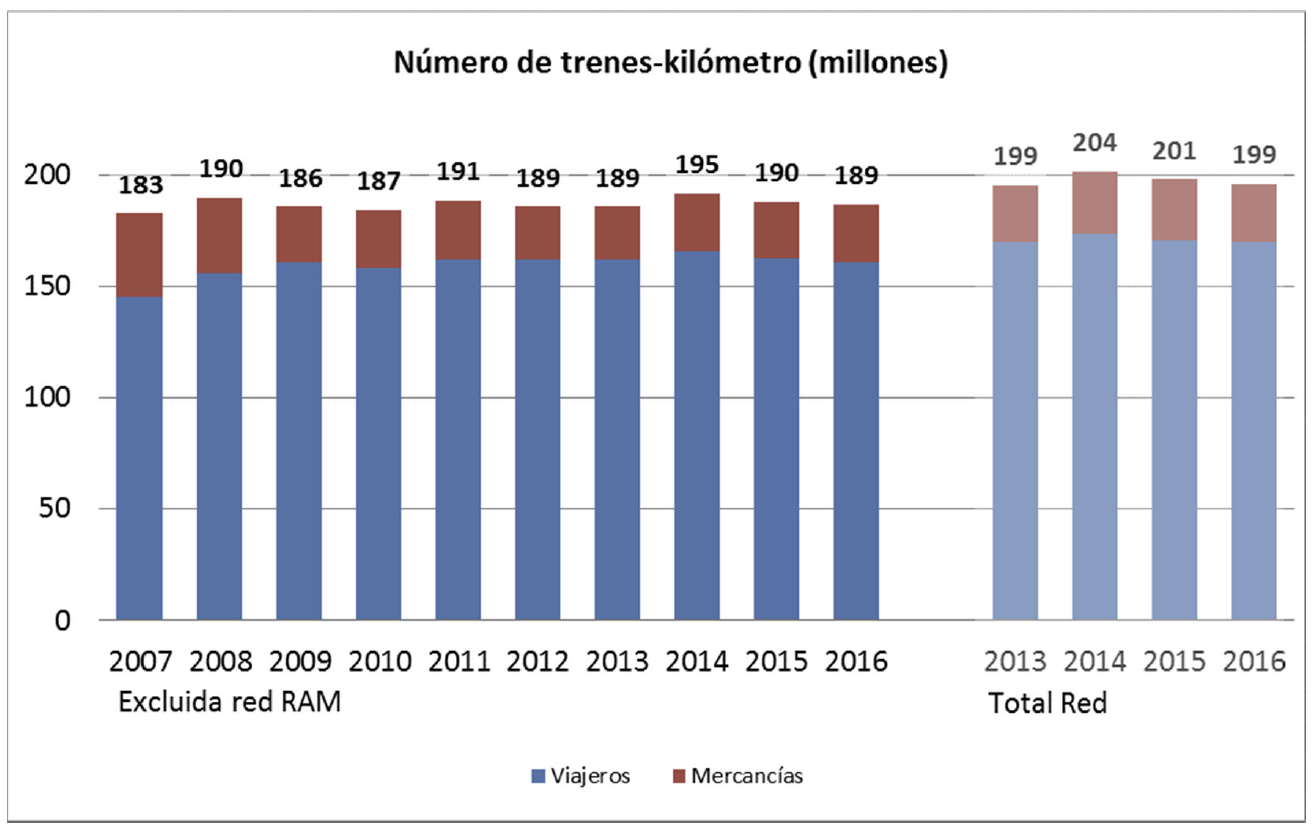 Número de trenes-kilómetro (millones)
200
150
100
50
0
183 190 186 187 191 189 189 195 190 189
199 204 201 199
2007 2008 2009 2010 2011 2012 2013 2014 2015 2016
2013 2014 2015 2016
Excluida red RAM
Total Red
Viajeros Mercancías